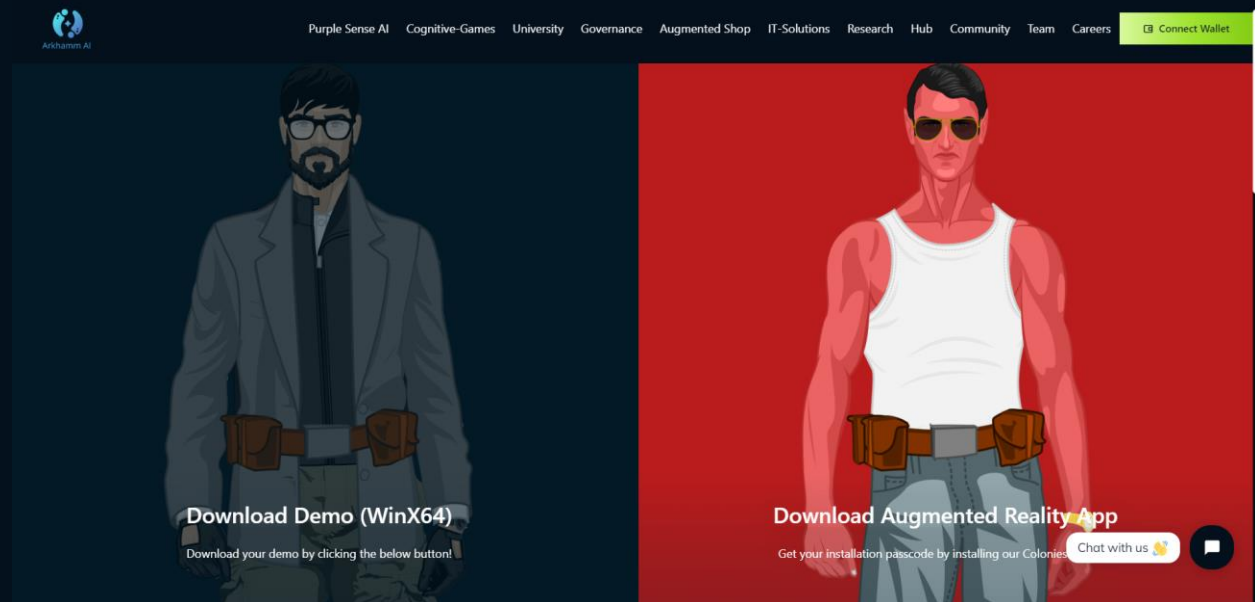 Arkhamm AI
Purple Sense AI Cognitive-Games University Governance Augmented Shop IT-Solutions Research Hub Community Team Careers Connect Wallet
Download Demo (WinX64)
Download your demo by clicking the below button!
Download Augmented Reality App
Get your installation passcode by installing our Colonies
Chat with us 👋